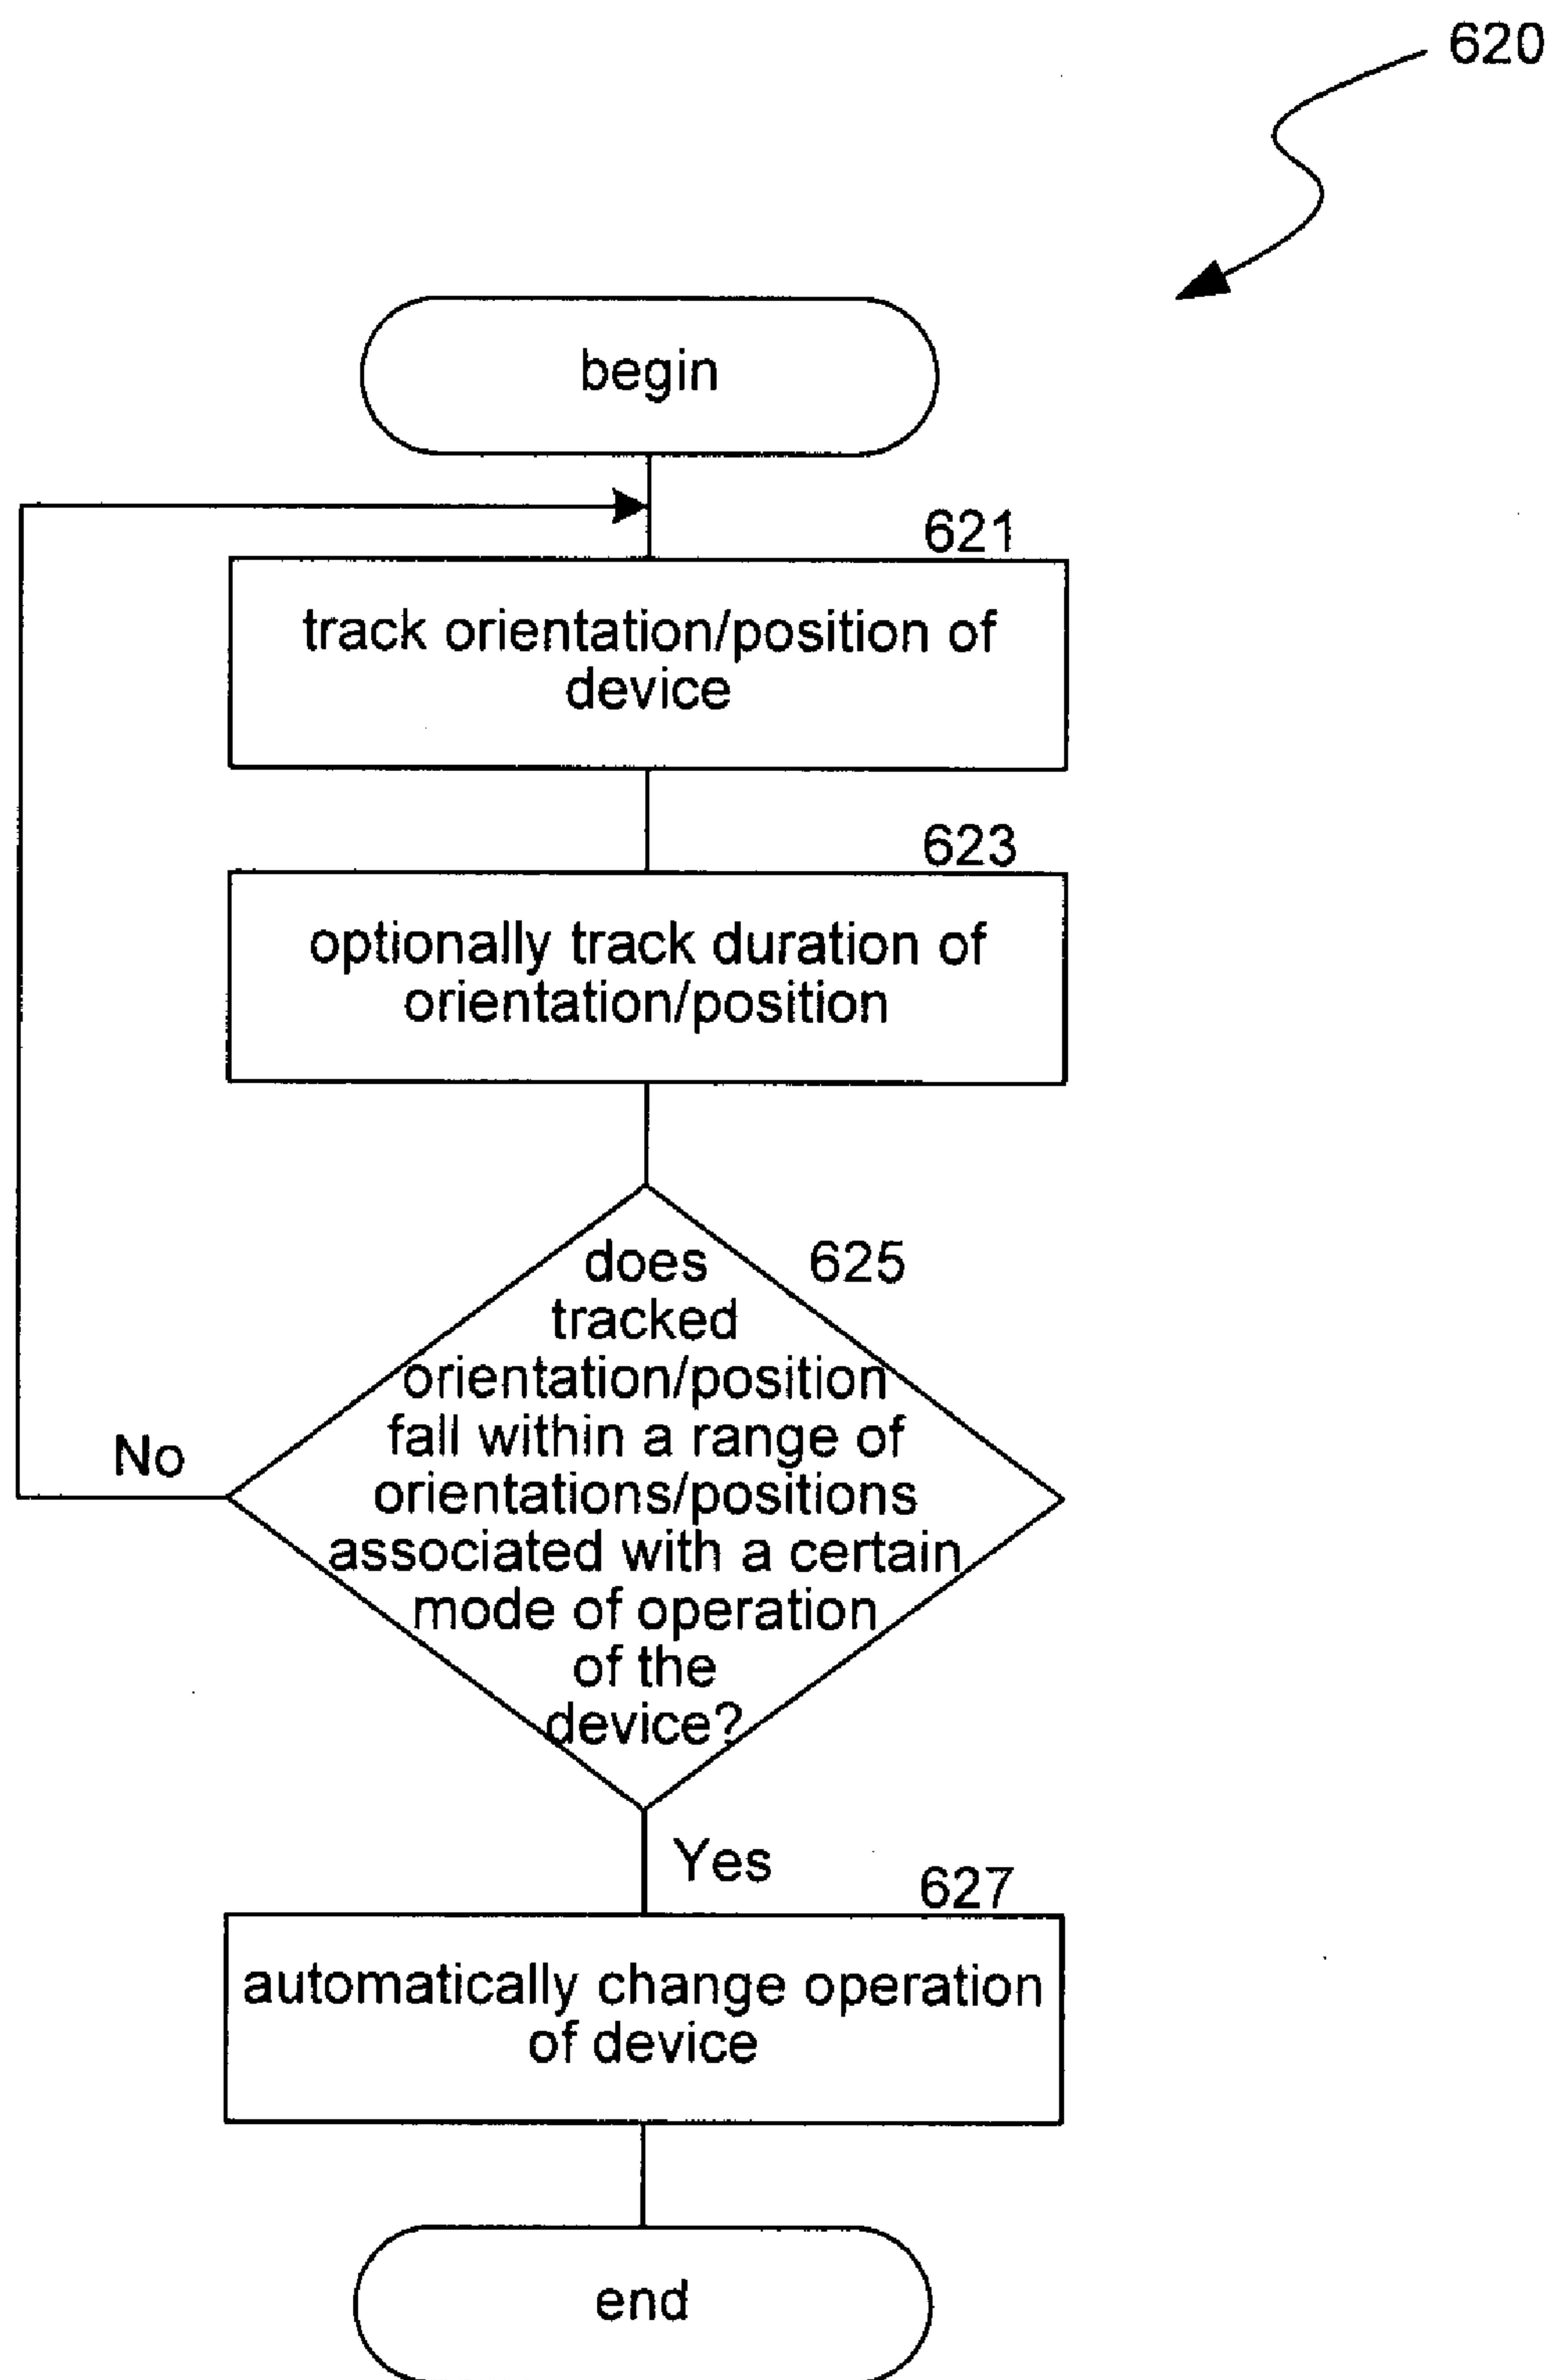 620
begin
621
track orientation/position of
device
623
optionally track duration of
orientation/position
625
does
tracked
orientation/position
fall within a range of
orientations/positions
associated with a certain
mode of operation
of the
device?
No
Yes
627
automatically change operation
of device
end